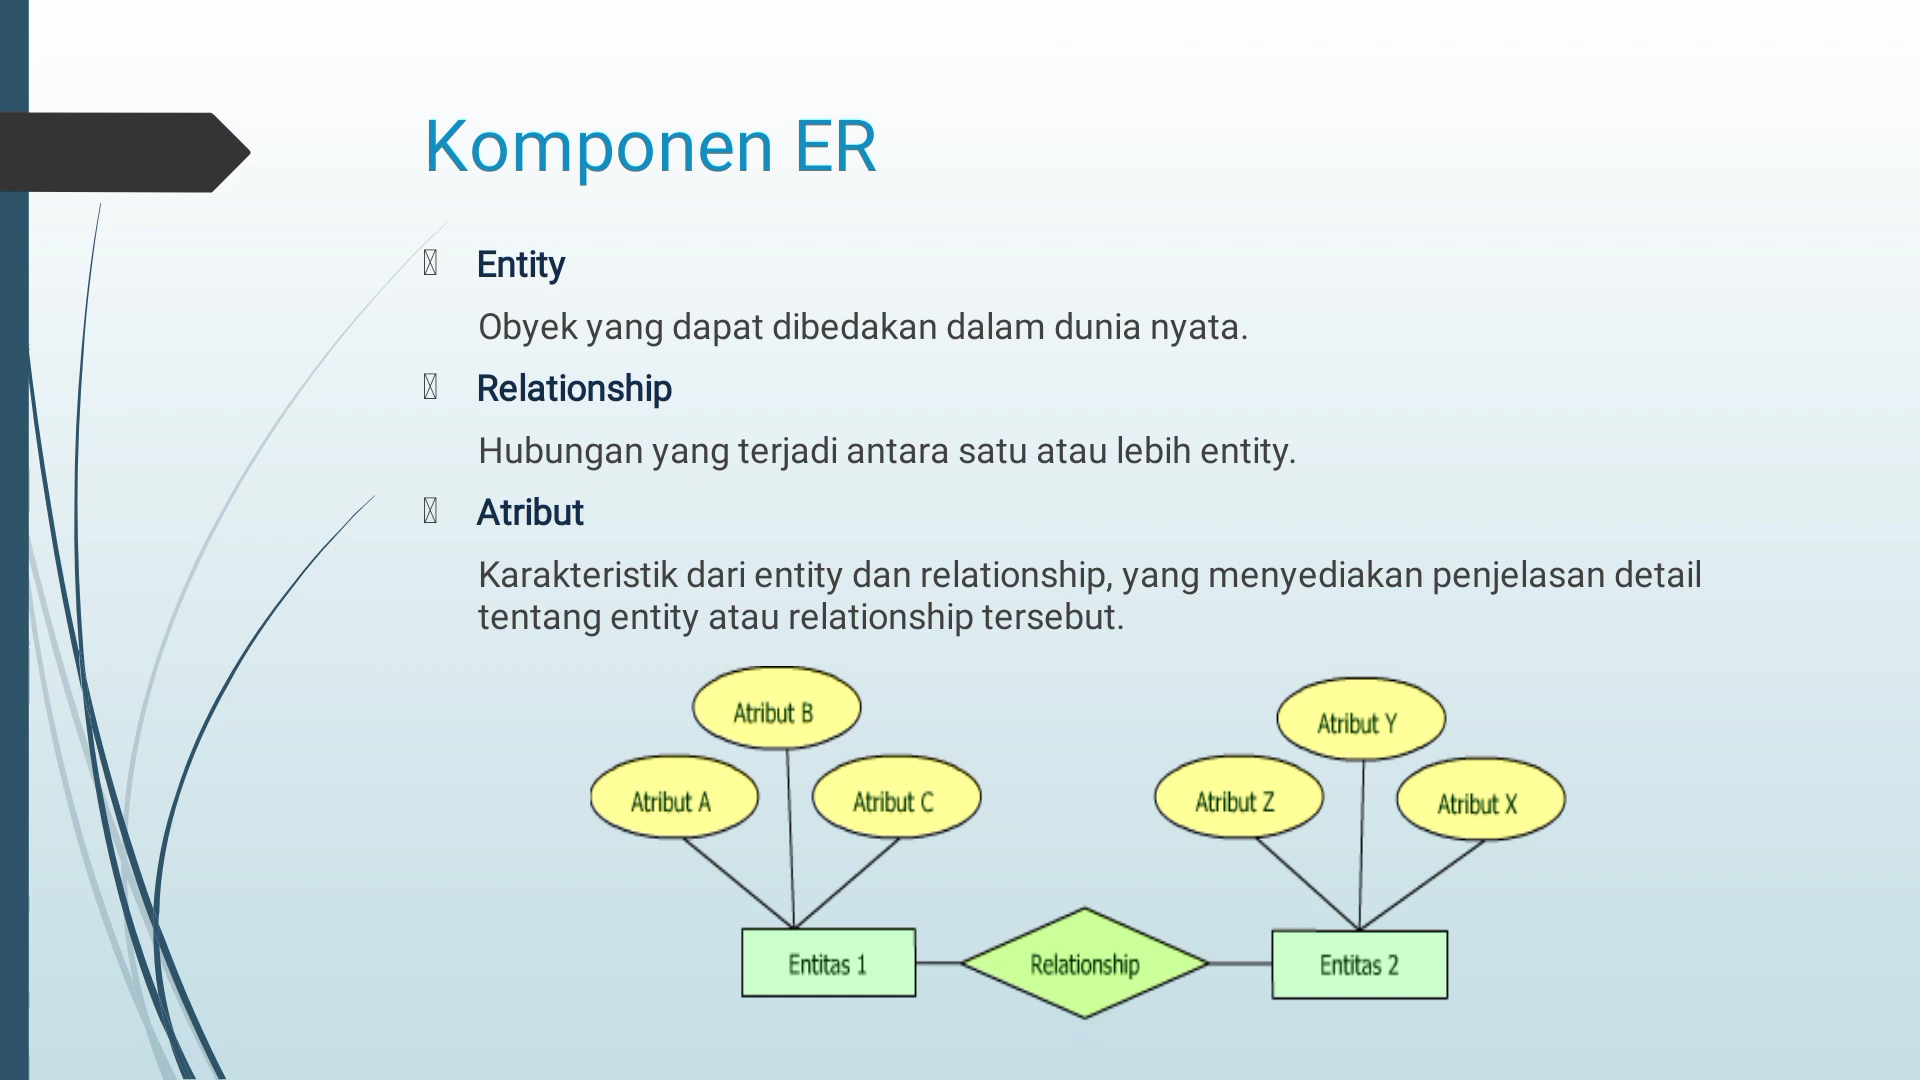 Komponen ER
Entity
Obyek yang dapat dibedakan dalam dunia nyata.
Relationship
Hubungan yang terjadi antara satu atau lebih entity.
Atribut
Karakteristik dari entity dan relationship, yang menyediakan penjelasan detail
tentang entity atau relationship tersebut.
Atribut B
Atribut Y
Atribut A
Atribut C
Atribut Z
Atribut X
Entitas 1
Relationship
Entitas 2